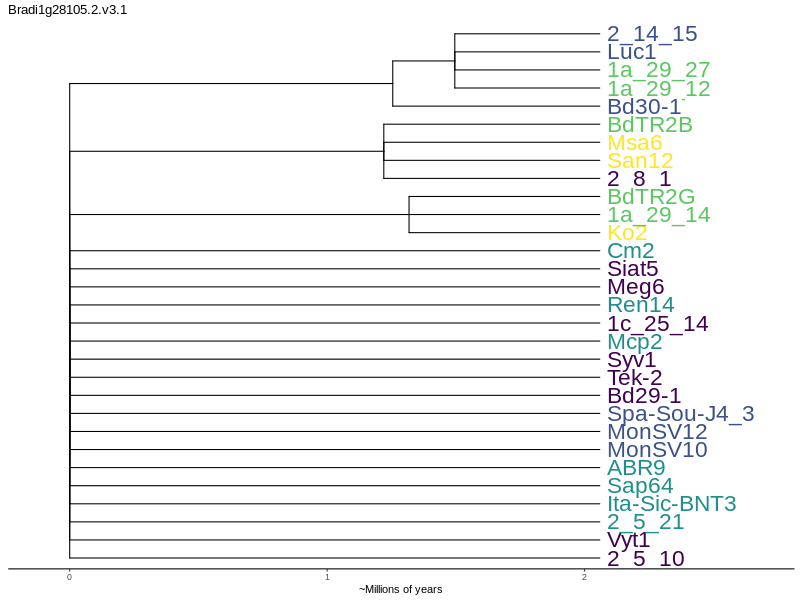 Bradi1g28105.2.v3.1
2_14_15
Luc1
1a_29_27
1a_29_12
Bd30-1
BdTR2B
Msa6
San12
2_8_1
BdTR2G
1a_29_14
Ko2
Cm2
Siat5
Meg6
Ren14
1c_25_14
Mcp2
Syv1
Tek-2
Bd29-1
Spa-Sou-J4_3
MonSV12
MonSV10
ABR9
Sap64
Ita-Sic-BNT3
2_5_21
Vyt1
2_5_10
0 1 2
~Millions of years